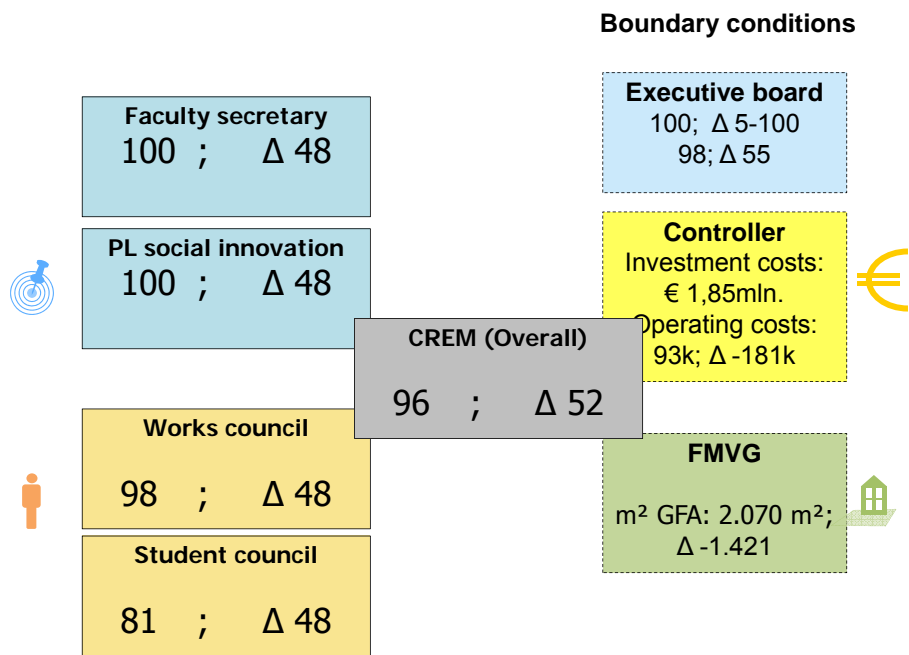 Boundary conditions
Faculty secretary
100 ; Δ 48
PL social innovation
100 ; Δ 48
Works council
98 ; Δ 48
Student council
81 ; Δ 48
CREM (Overall)
96 ; Δ 52
Executive board
100; Δ 5-100
98; Δ 55
Controller
Investment costs:
€ 1,85mln.
Operating costs:
93k; Δ -181k
FMVG
m² GFA: 2.070 m²;
Δ -1.421